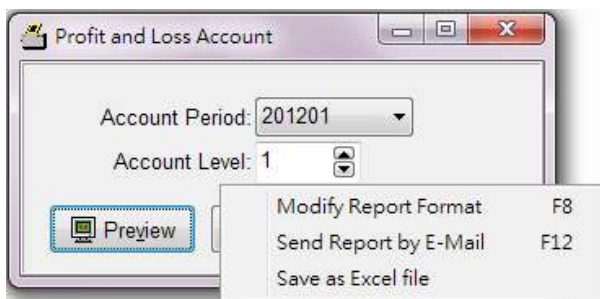 Profit and Loss Account
Account Period: 201201
Account Level: 1
Preview
Modify Report Format F8
Send Report by E-Mail F12
Save as Excel file